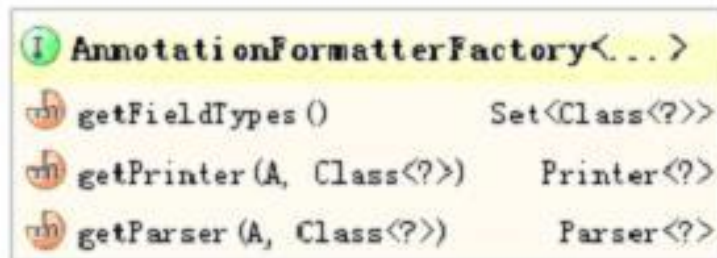 I AnnotationFormatterFactory<...>
m getFieldTypes() Set<Class<?>>
m getPrinter(A, Class<?>) Printer<?>
m getParser(A, Class<?>) Parser<?>